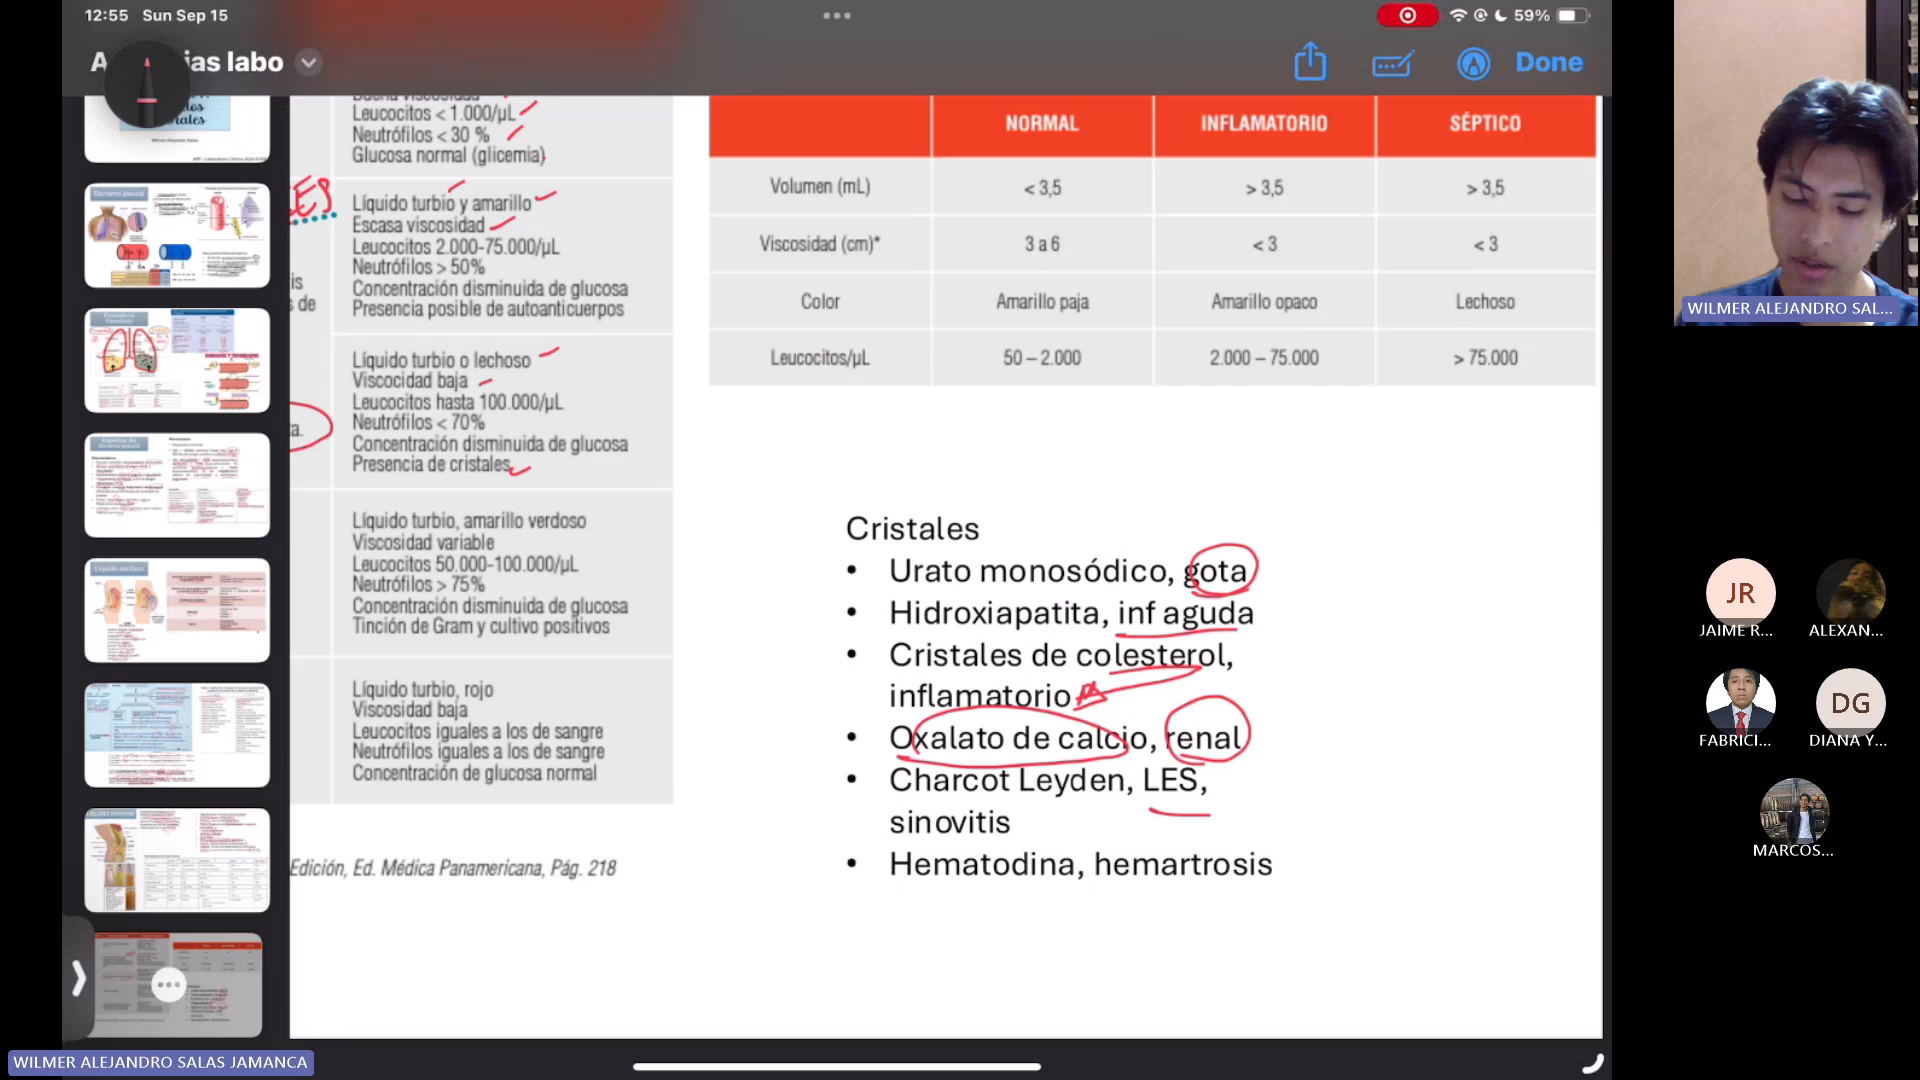 12:55 Sun Sep 15
59%
ias labo
Done
Leucocitos < 1.000/µL
Neutrófilos < 30 %
Glucosa normal (glicemia)
Líquido turbio y amarillo
Escasa viscosidad
Leucocitos 2.000-75.000/µL
Neutrófilos > 50%
Concentración disminuida de glucosa
Presencia posible de autoanticuerpos
is
s de
Líquido turbio o lechoso
Viscocidad baja
Leucocitos hasta 100.000/µL
Neutrófilos < 70%
Concentración disminuida de glucosa
Presencia de cristales
a.
Líquido turbio, amarillo verdoso
Viscosidad variable
Leucocitos 50.000-100.000/µL
Neutrófilos > 75%
Concentración disminuida de glucosa
Tinción de Gram y cultivo positivos
Líquido turbio, rojo
Viscosidad baja
Leucocitos iguales a los de sangre
Neutrófilos iguales a los de sangre
Concentración de glucosa normal
Edición, Ed. Médica Panamericana, Pág. 218
NORMAL INFLAMATORIO SÉPTICO
Volumen (mL) < 3,5 > 3,5 > 3,5
Viscosidad (cm)* 3 a 6 < 3 < 3
Color Amarillo paja Amarillo opaco Lechoso
Leucocitos/µL 50 – 2.000 2.000 – 75.000 > 75.000
Cristales
• Urato monosódico, gota
• Hidroxiapatita, inf aguda
• Cristales de colesterol,
inflamatorio
• Oxalato de calcio, renal
• Charcot Leyden, LES,
sinovitis
• Hematodina, hemartrosis
WILMER ALEJANDRO SAL...
JR
JAIME R...
ALEXAN...
FABRICI...
DG
DIANA Y...
MARCOS...
WILMER ALEJANDRO SALAS JAMANCA